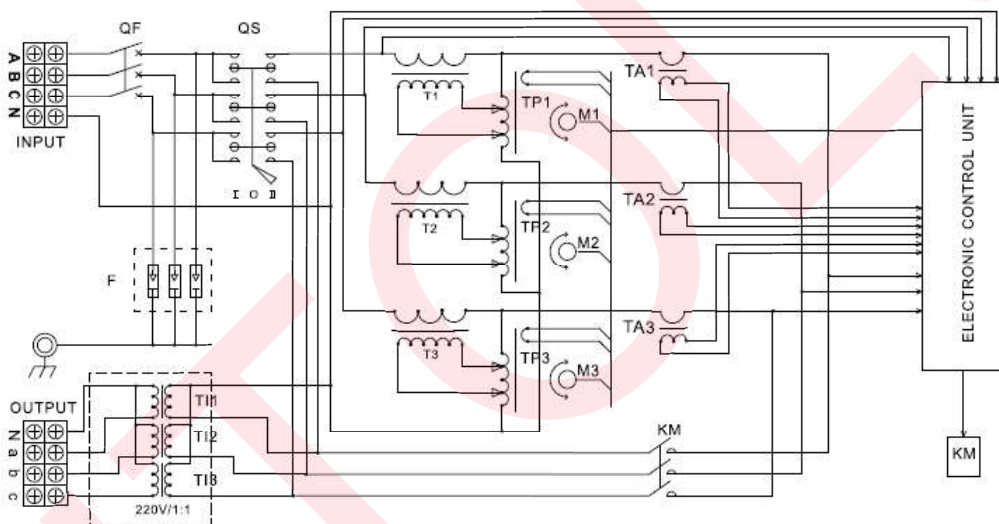 QF
QS
A
B
C
N
INPUT
I O II
F
OUTPUT
N
a
b
c
TI1
TI2
TI3
220V/1:1
T1
TP1
M1
TA1
T2
TP2
M2
TA2
T3
TP3
M3
TA3
KM
ELECTRONIC CONTROL UNIT
KM